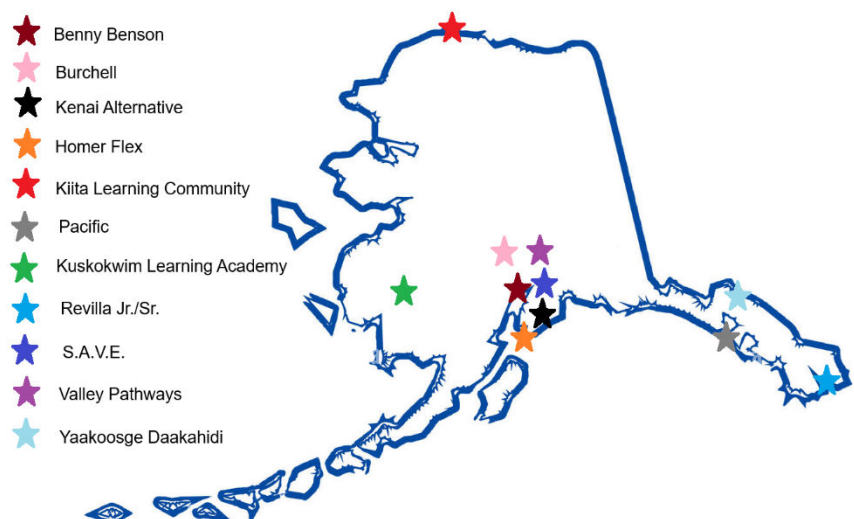 Benny Benson
Burchell
Kenai Alternative
Homer Flex
Kiita Learning Community
Pacific
Kuskokwim Learning Academy
Revilla Jr./Sr.
S.A.V.E.
Valley Pathways
Yaakoosge Daakahidi